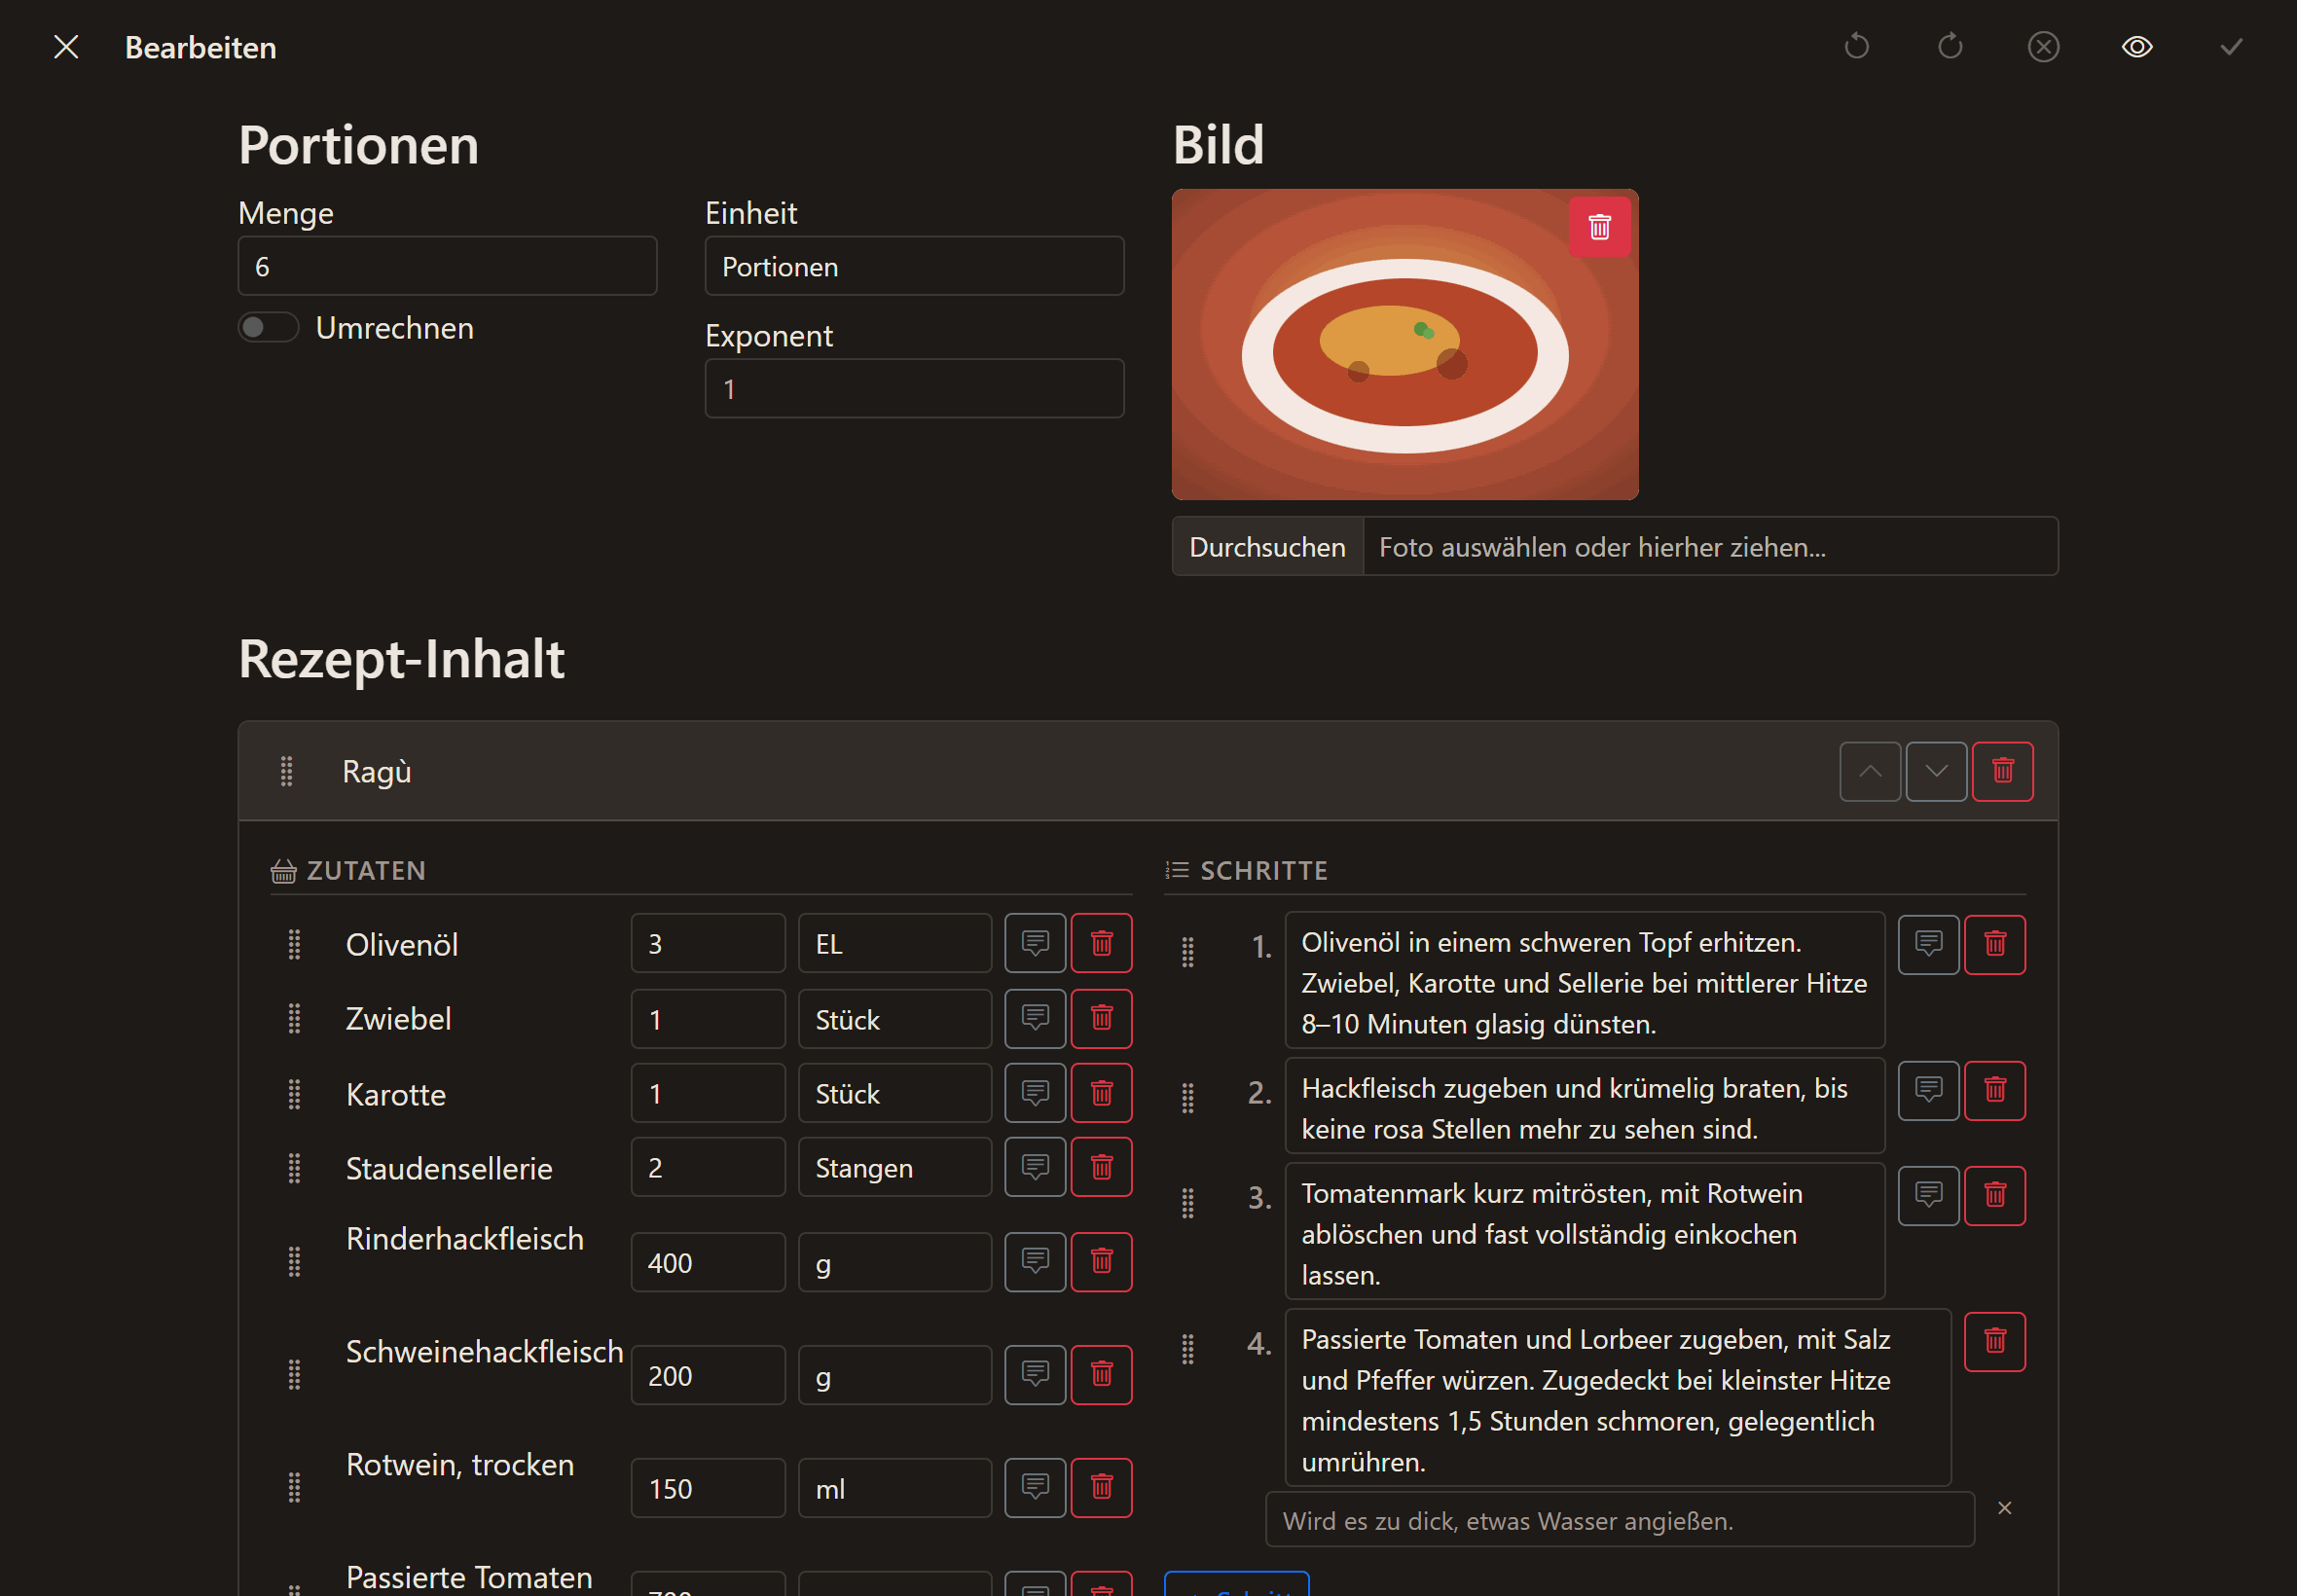 Bearbeiten
Portionen
Menge
6
Umrechnen
Einheit
Portionen
Exponent
1
Bild
Durchsuchen Foto auswählen oder hierher ziehen...
Rezept-Inhalt
Ragù
ZUTATEN
Olivenöl 3 EL
Zwiebel 1 Stück
Karotte 1 Stück
Staudensellerie 2 Stangen
Rinderhackfleisch 400 g
Schweinehackfleisch 200 g
Rotwein, trocken 150 ml
Passierte Tomaten
SCHRITTE
1. Olivenöl in einem schweren Topf erhitzen.
Zwiebel, Karotte und Sellerie bei mittlerer Hitze
8–10 Minuten glasig dünsten.
2. Hackfleisch zugeben und krümelig braten, bis
keine rosa Stellen mehr zu sehen sind.
3. Tomatenmark kurz mitrösten, mit Rotwein
ablöschen und fast vollständig einkochen
lassen.
4. Passierte Tomaten und Lorbeer zugeben, mit Salz
und Pfeffer würzen. Zugedeckt bei kleinster Hitze
mindestens 1,5 Stunden schmoren, gelegentlich
umrühren.
Wird es zu dick, etwas Wasser angießen.